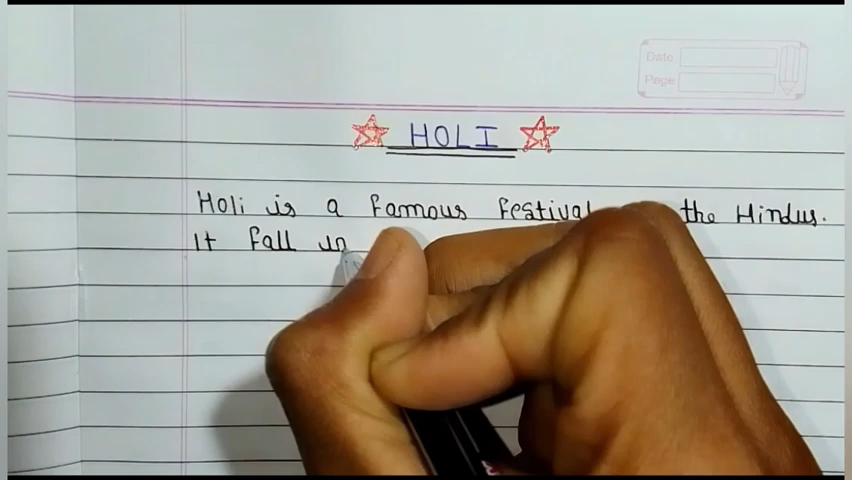 Date
Page
HOLI
Holi is a famous festival the Hindus.
It fall in